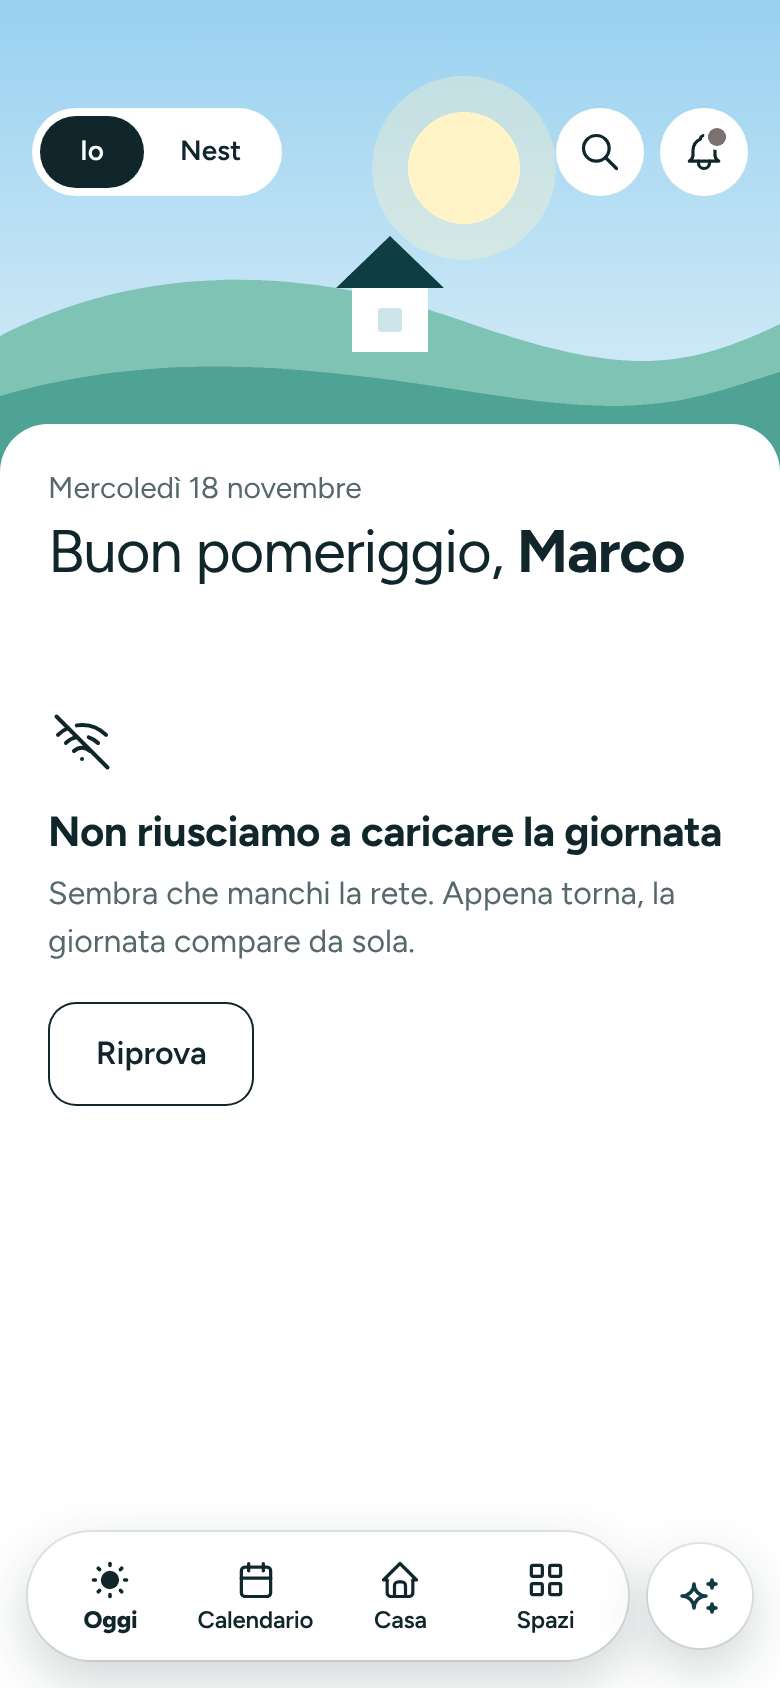 Io
Nest
Mercoledì 18 novembre
Buon pomeriggio, Marco
Non riusciamo a caricare la giornata
Sembra che manchi la rete. Appena torna, la
giornata compare da sola.
Riprova
Oggi
Calendario
Casa
Spazi